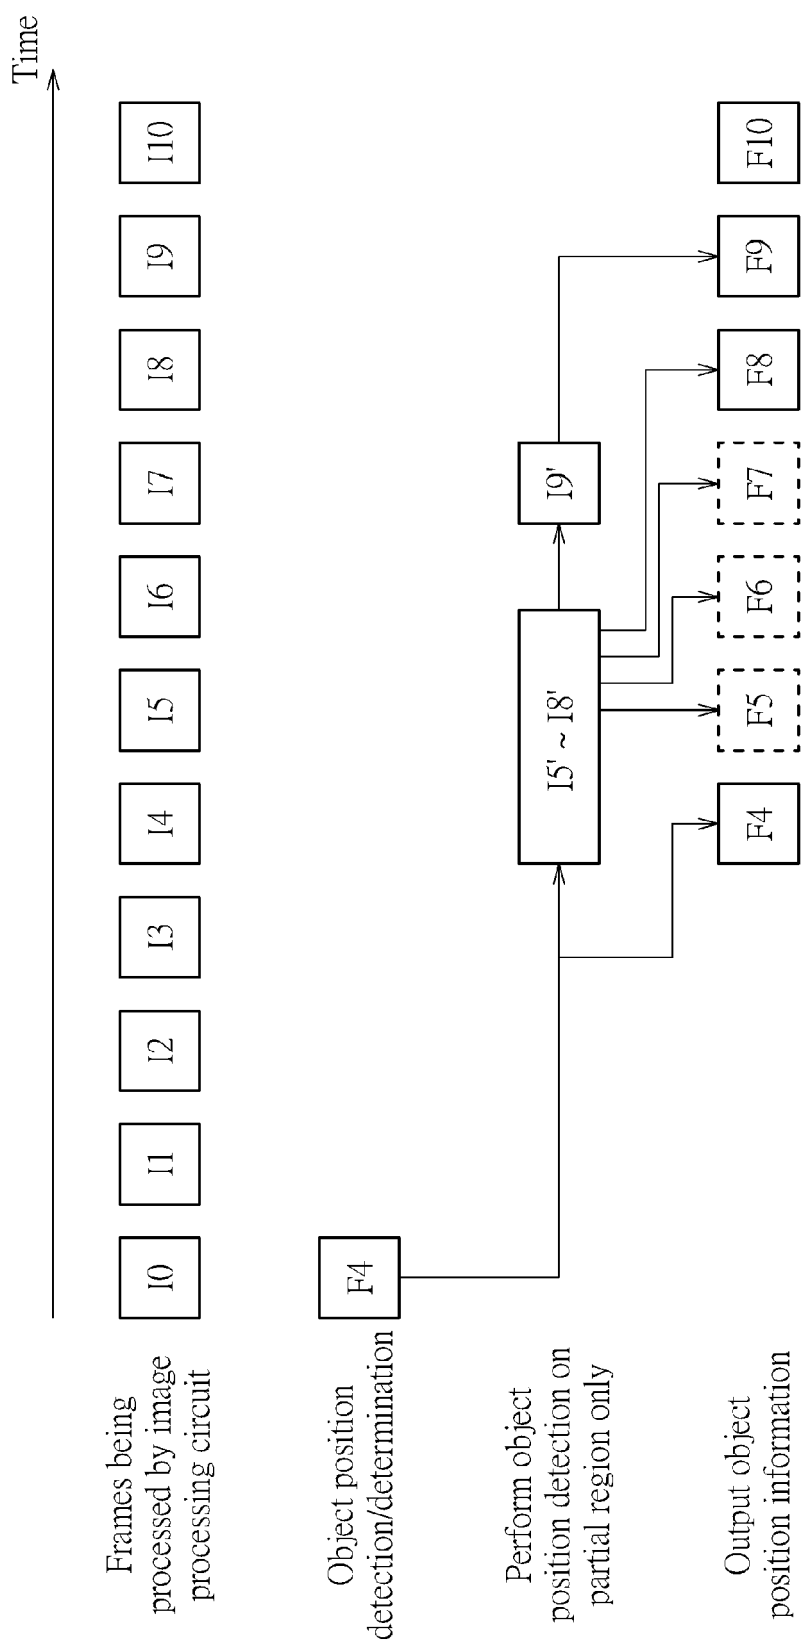 Time
Frames being
processed by image
processing circuit
I0
I1
I2
I3
I4
I5
I6
I7
I8
I9
I10
Object position
detection/determination
F4
Perform object
position detection on
partial region only
I5' ~ I8'
I9'
Output object
position information
F4
F5
F6
F7
F8
F9
F10